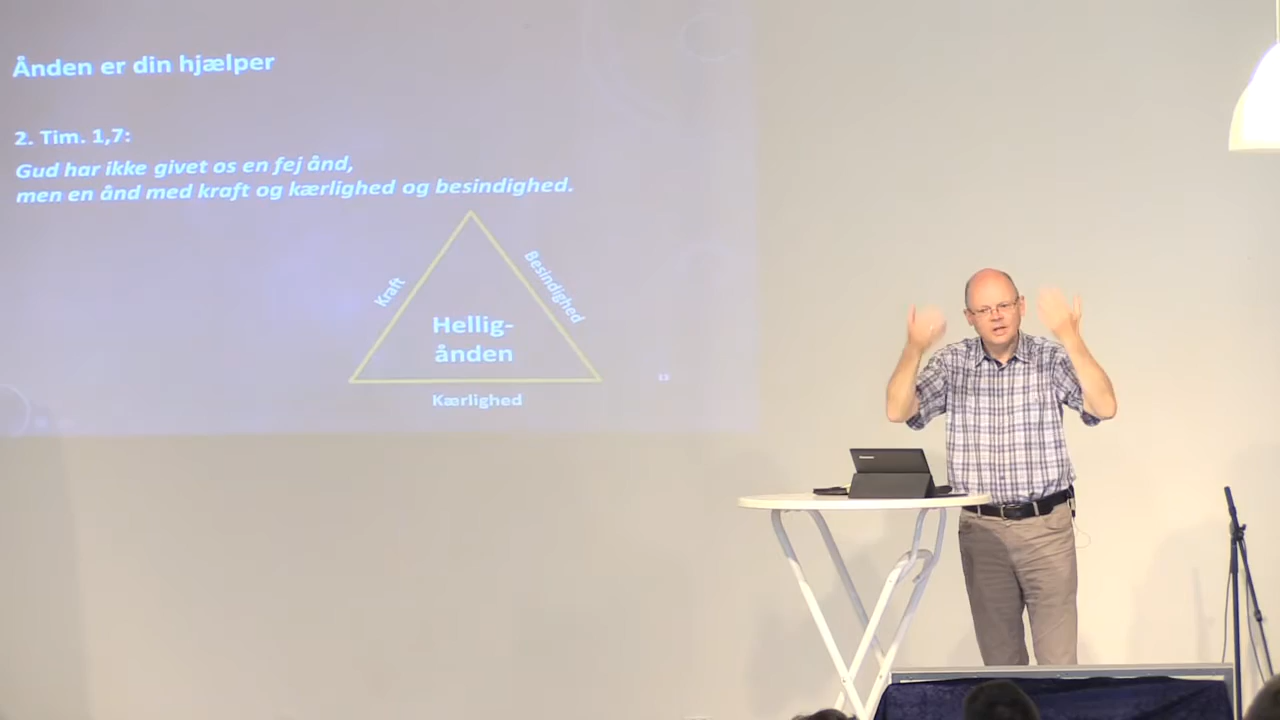 Ånden er din hjælper
2. Tim. 1,7:
Gud har ikke givet os en fej ånd,
men en ånd med kraft og kærlighed og besindighed.
Kraft
Besindighed
Hellig-
ånden
Kærlighed